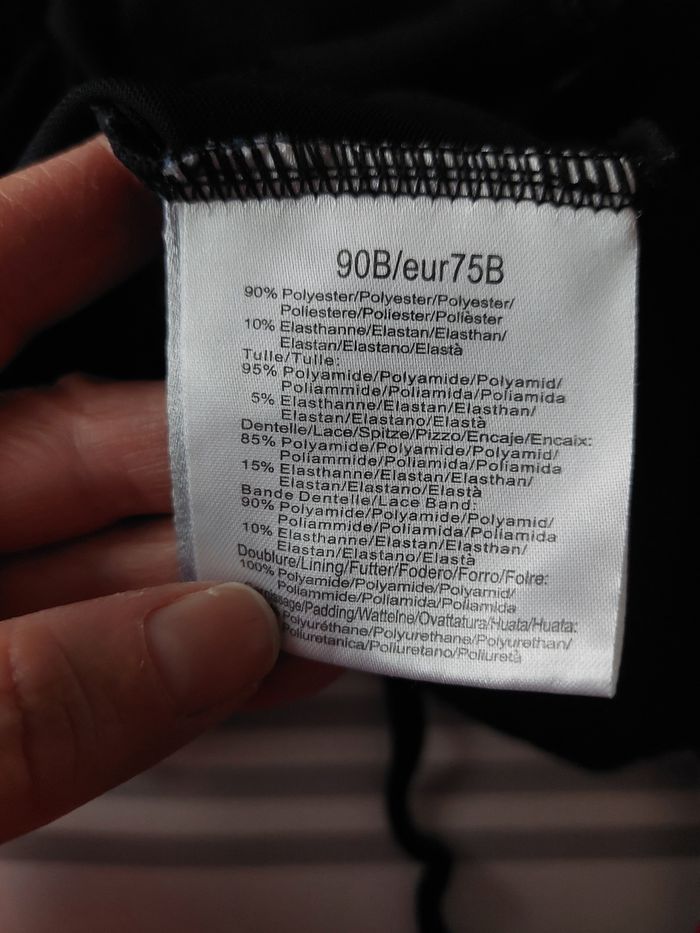 90B/eur75B
90% Polyester/Polyester/Polyester/
Poliestere/Poliester/Polièster
10% Elasthanne/Elastan/Elasthan/
Elastan/Elastano/Elastà
Tulle/Tulle:
95% Polyamide/Polyamide/Polyamid/
Poliammide/Poliamida/Poliamida
5% Elasthanne/Elastan/Elasthan/
Elastan/Elastano/Elastà
Dentelle/Lace/Spitze/Pizzo/Encaje/Encaix:
85% Polyamide/Polyamide/Polyamid/
Poliammide/Poliamida/Poliamida
15% Elasthanne/Elastan/Elasthan/
Elastan/Elastano/Elastà
Bande Dentelle/Lace Band:
90% Polyamide/Polyamide/Polyamid/
Poliammide/Poliamida/Poliamida
10% Elasthanne/Elastan/Elasthan/
Elastan/Elastano/Elastà
Doublure/Lining/Futter/Fodero/Forro/Folre:
100% Polyamide/Polyamide/Polyamid/
Poliammide/Poliamida/Poliamida
/Padding/Watteine/Ovattatura/Huata/Huata:
Polyuréthane/Polyurethane/Polyurethan/
Poliuretanica/Poliuretano/Poliuretà